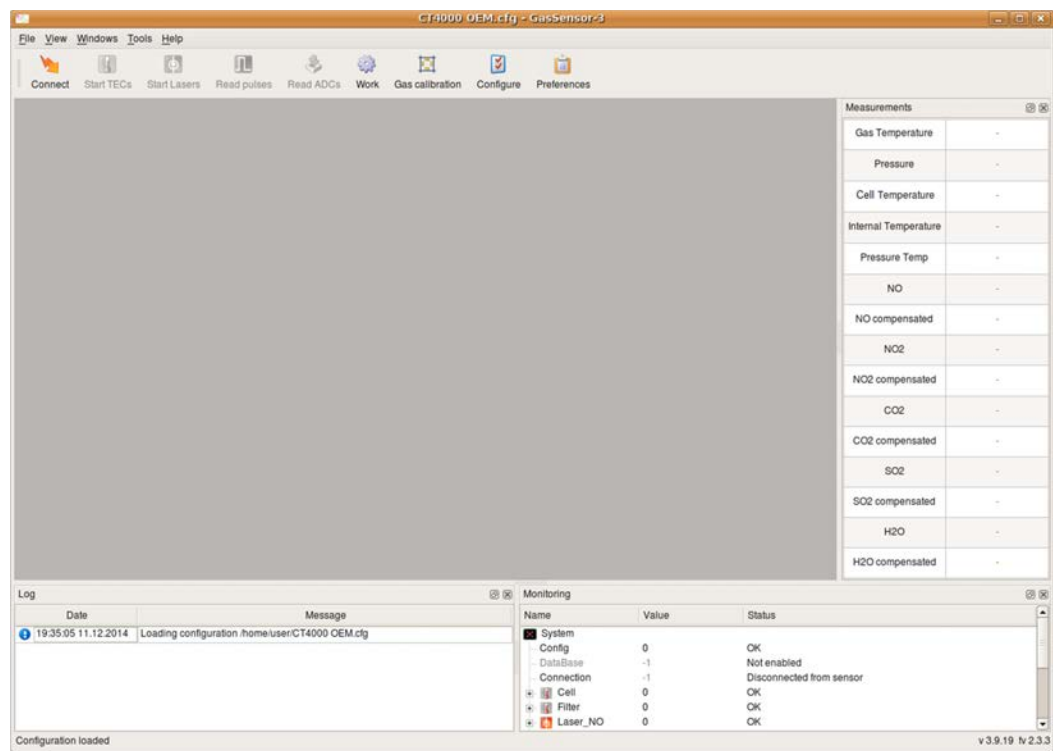 CT4000 OEM.cfg - GasSensor-3
File View Windows Tools Help
Connect Start TECs Start Lasers Read pulses Read ADCs Work Gas calibration Configure Preferences
Measurements
Gas Temperature -
Pressure -
Cell Temperature -
Internal Temperature -
Pressure Temp -
NO -
NO compensated -
NO2 -
NO2 compensated -
CO2 -
CO2 compensated -
SO2 -
SO2 compensated -
H2O -
H2O compensated -
Log
Date Message
19:35:05 11.12.2014 Loading configuration /home/user/CT4000 OEM.cfg
Monitoring
Name Value Status
System
Config 0 OK
DataBase -1 Not enabled
Connection -1 Disconnected from sensor
Cell 0 OK
Filter 0 OK
Laser_NO 0 OK
Configuration loaded
v 3.9.19 fv 2.3.3